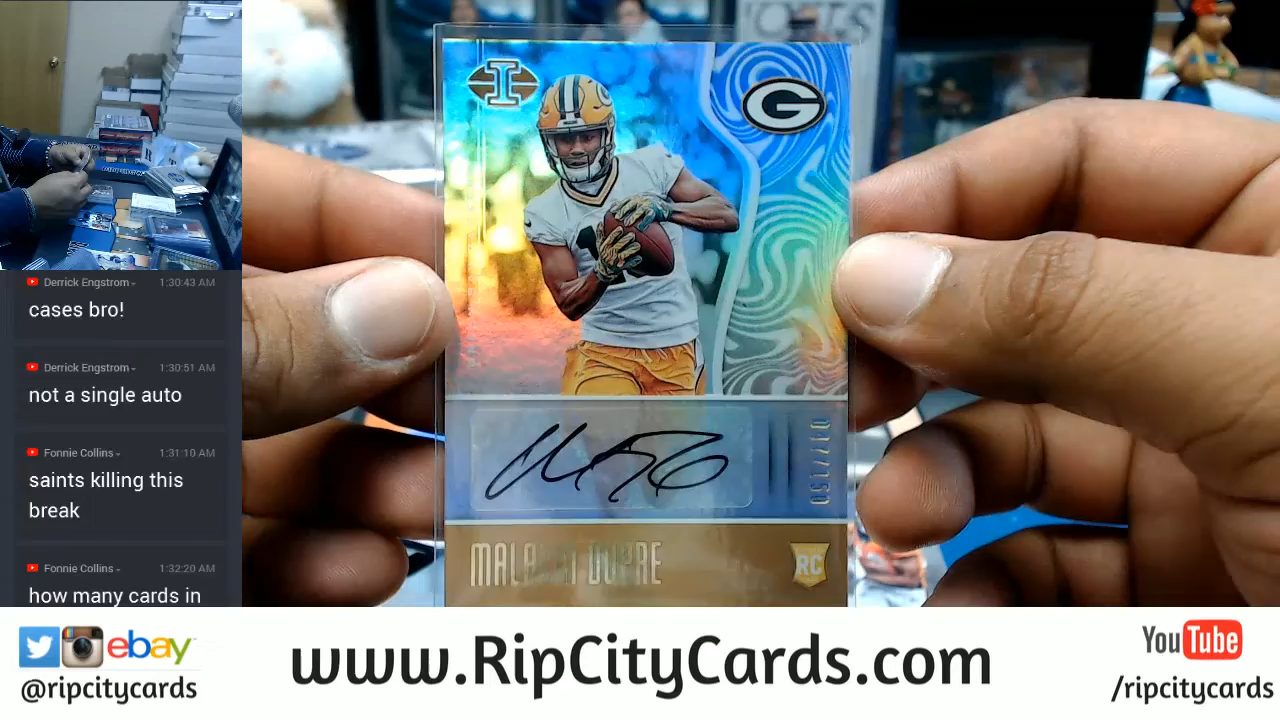 Derrick Engstrom 1:30:43 AM
cases bro!
Derrick Engstrom 1:30:51 AM
not a single auto
Fonnie Collins 1:31:10 AM
saints killing this
break
Fonnie Collins 1:32:20 AM
how many cards in
I
G
RC
ebay
@ripcitycards
www.RipCityCards.com
YouTube
/ripcitycards